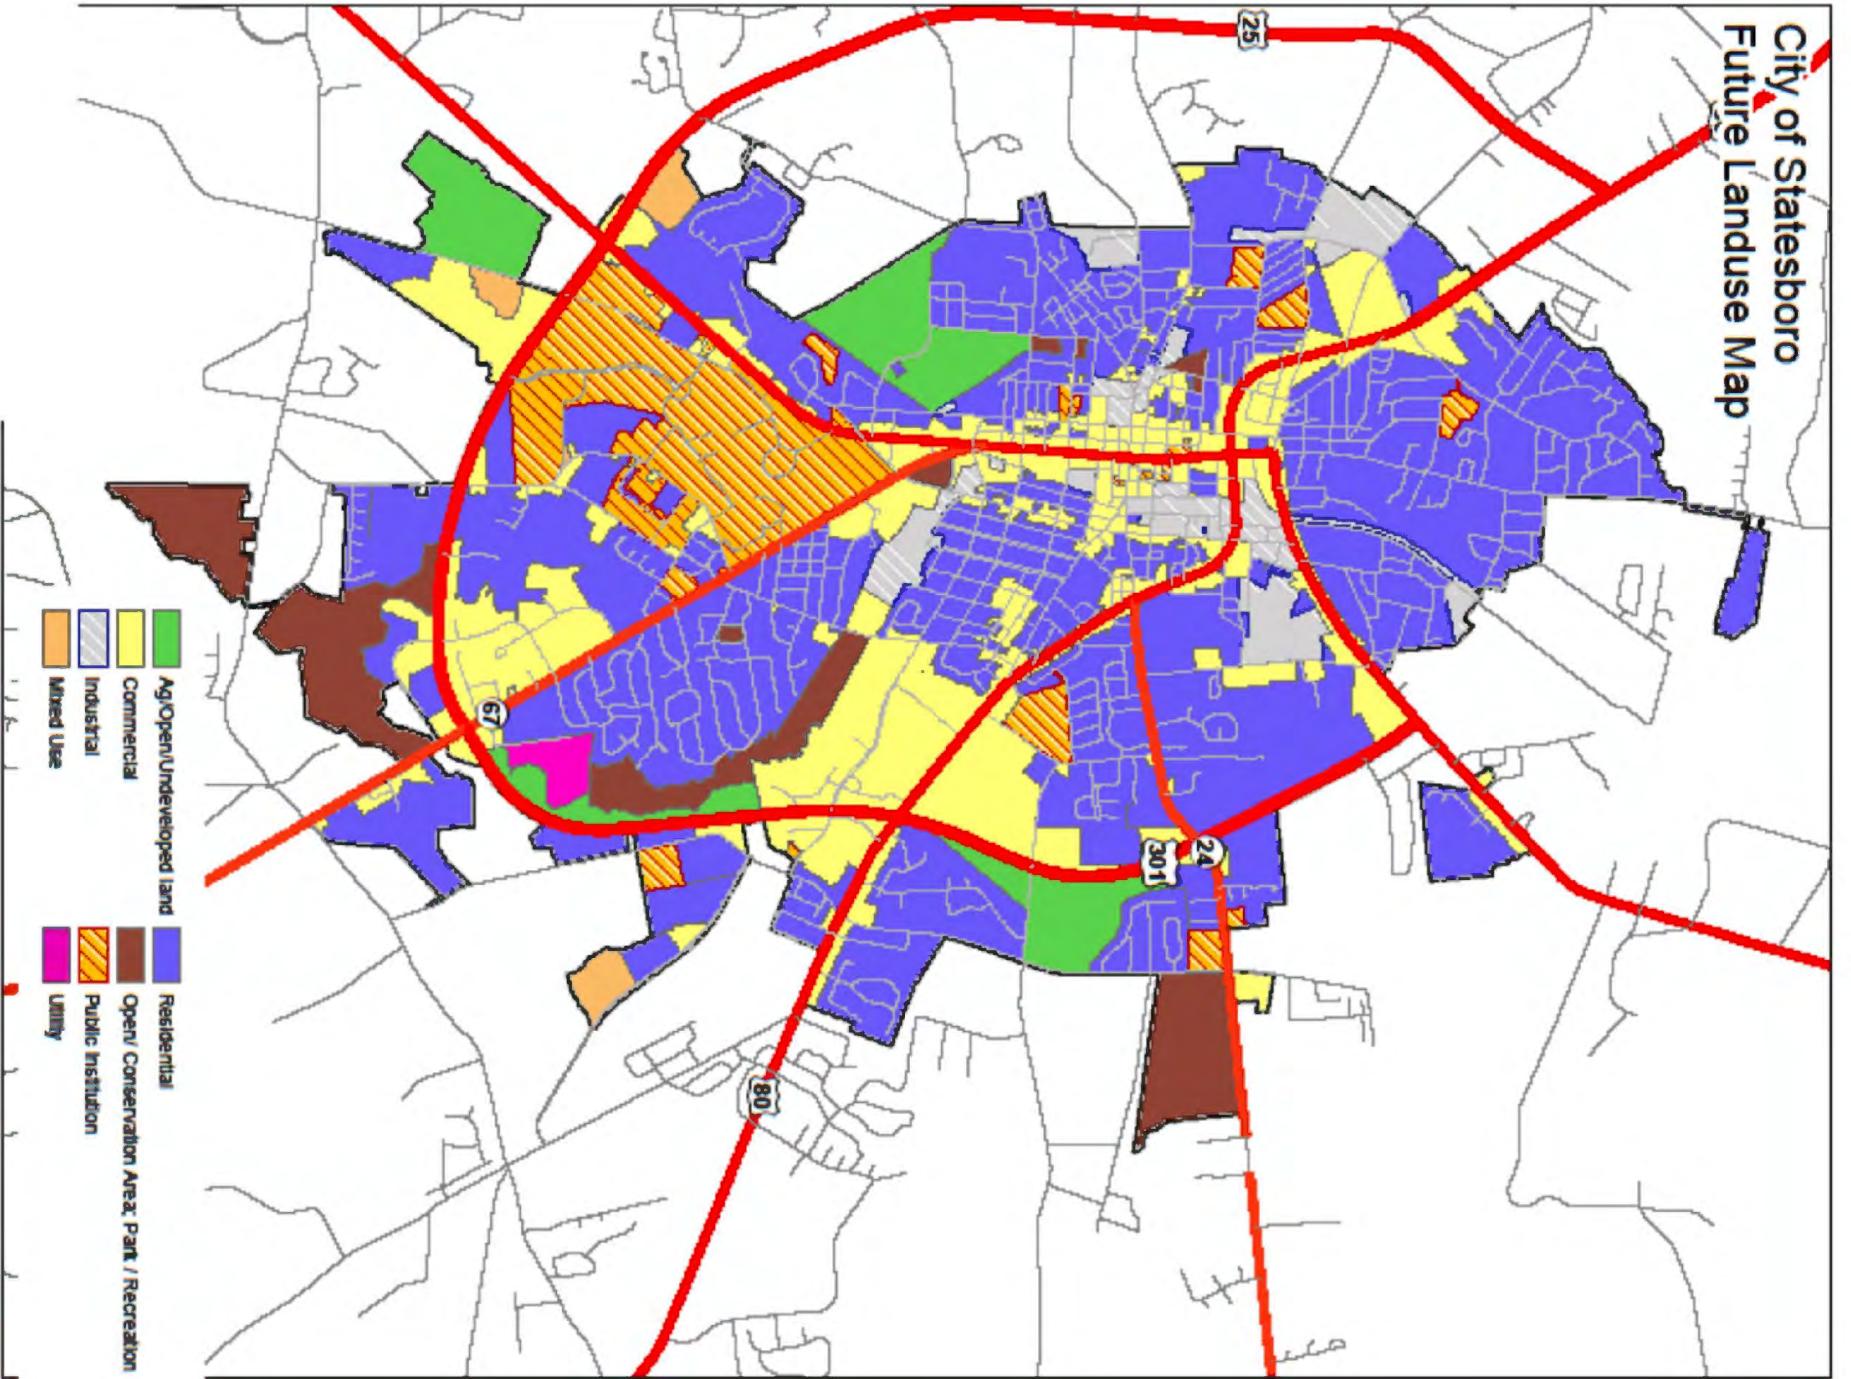 City of Statesboro
Future Landuse Map
25
67
24
301
80
Ag/Open/Undeveloped land
Commercial
Industrial
Mixed Use
Residential
Open/ Conservation Area; Park / Recreation
Public Institution
Utility